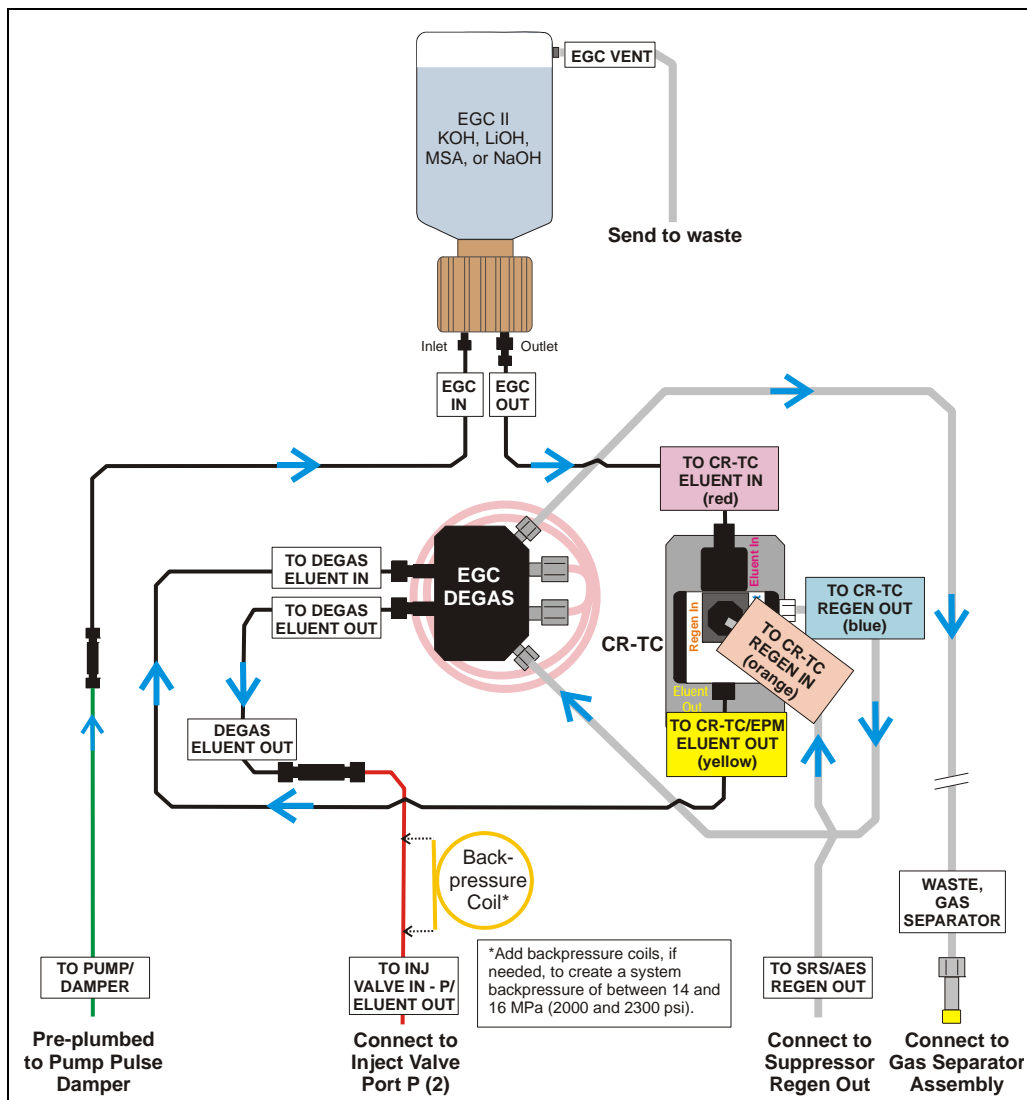 EGC VENT
EGC II
KOH, LiOH,
MSA, or NaOH
Send to waste
Inlet
Outlet
EGC
IN
EGC
OUT
TO CR-TC
ELUENT IN
(red)
TO DEGAS
ELUENT IN
TO DEGAS
ELUENT OUT
EGC
DEGAS
Eluent In
Regen In
CR-TC
Eluent
Out
TO CR-TC
REGEN OUT
(blue)
TO CR-TC
REGEN IN
(orange)
DEGAS
ELUENT OUT
TO CR-TC/EPM
ELUENT OUT
(yellow)
Back-
pressure
Coil*
*Add backpressure coils, if
needed, to create a system
backpressure of between 14 and
16 MPa (2000 and 2300 psi).
WASTE,
GAS
SEPARATOR
TO PUMP/
DAMPER
TO INJ
VALVE IN - P/
ELUENT OUT
TO SRS/AES
REGEN OUT
Pre-plumbed
to Pump Pulse
Damper
Connect to
Inject Valve
Port P (2)
Connect to
Suppressor
Regen Out
Connect to
Gas Separator
Assembly